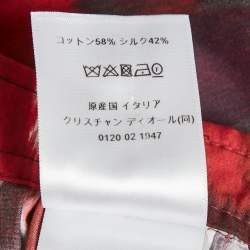 コットン58% シルク42%
原産国 イタリア
クリスチャン ディオール(同)
0120 02 1947